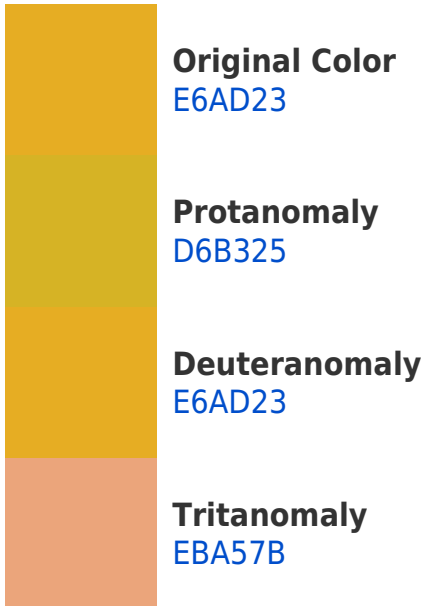 Original Color
E6AD23
Protanomaly
D6B325
Deuteranomaly
E6AD23
Tritanomaly
EBA57B